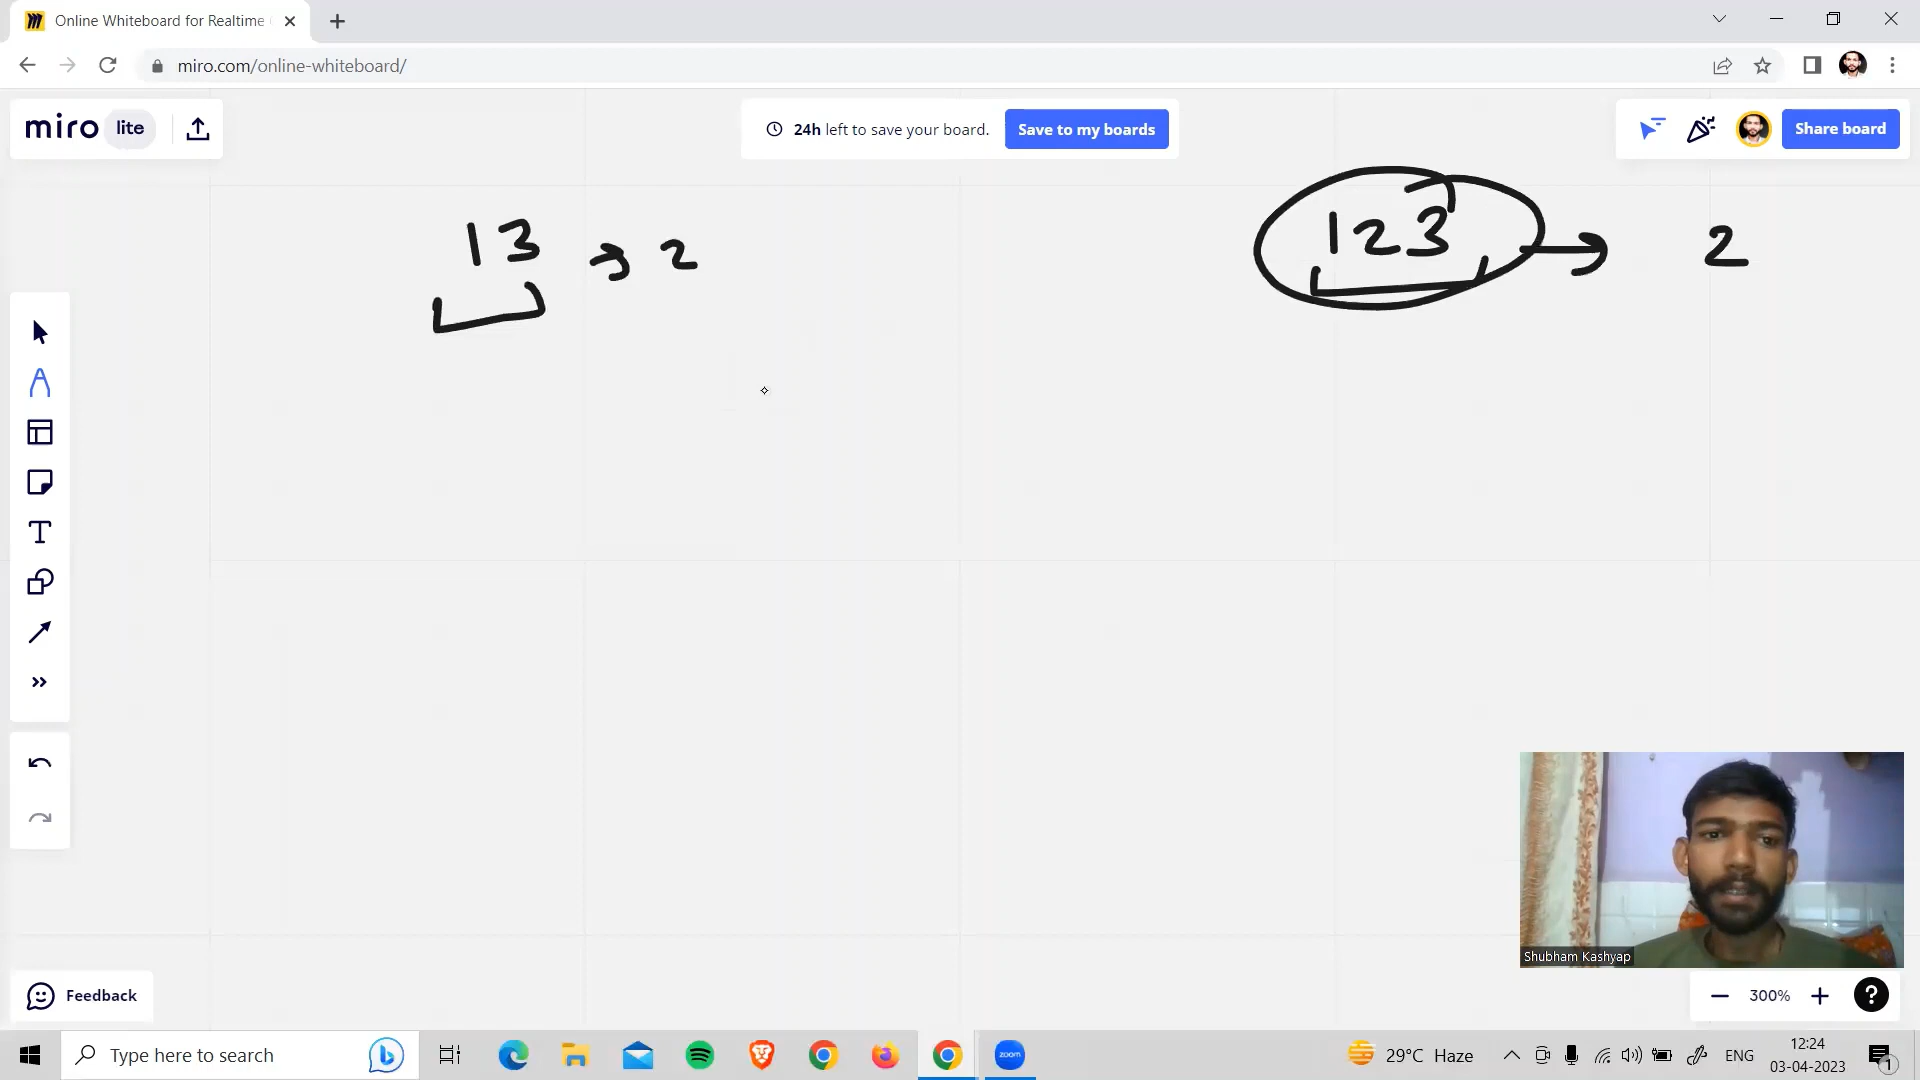 Online Whiteboard for Realtime
miro.com/online-whiteboard/
miro lite
24h left to save your board.
Save to my boards
Share board
13 → 2
123 → 2
Shubham Kashyap
Feedback
300%
Type here to search
zoom
29°C Haze
ENG
12:24
03-04-2023
1